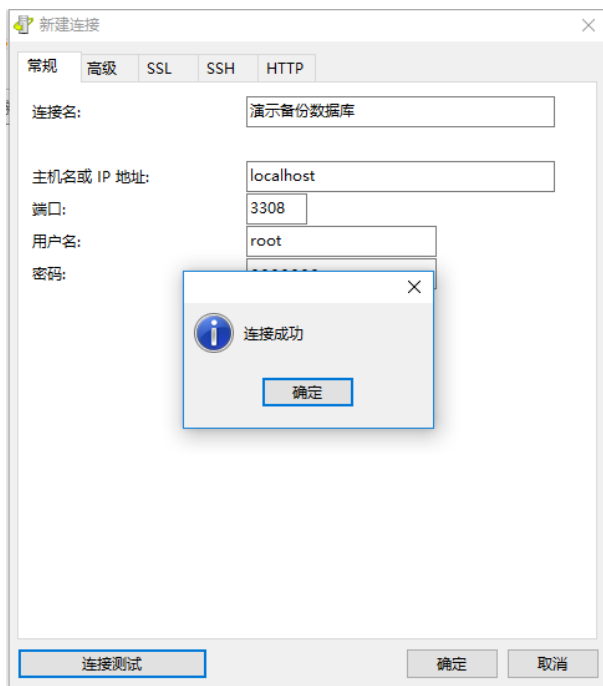 新建连接
常规 高级 SSL SSH HTTP
连接名: 演示备份数据库
主机名或 IP 地址: localhost
端口: 3308
用户名: root
密码:
连接成功
确定
连接测试 确定 取消